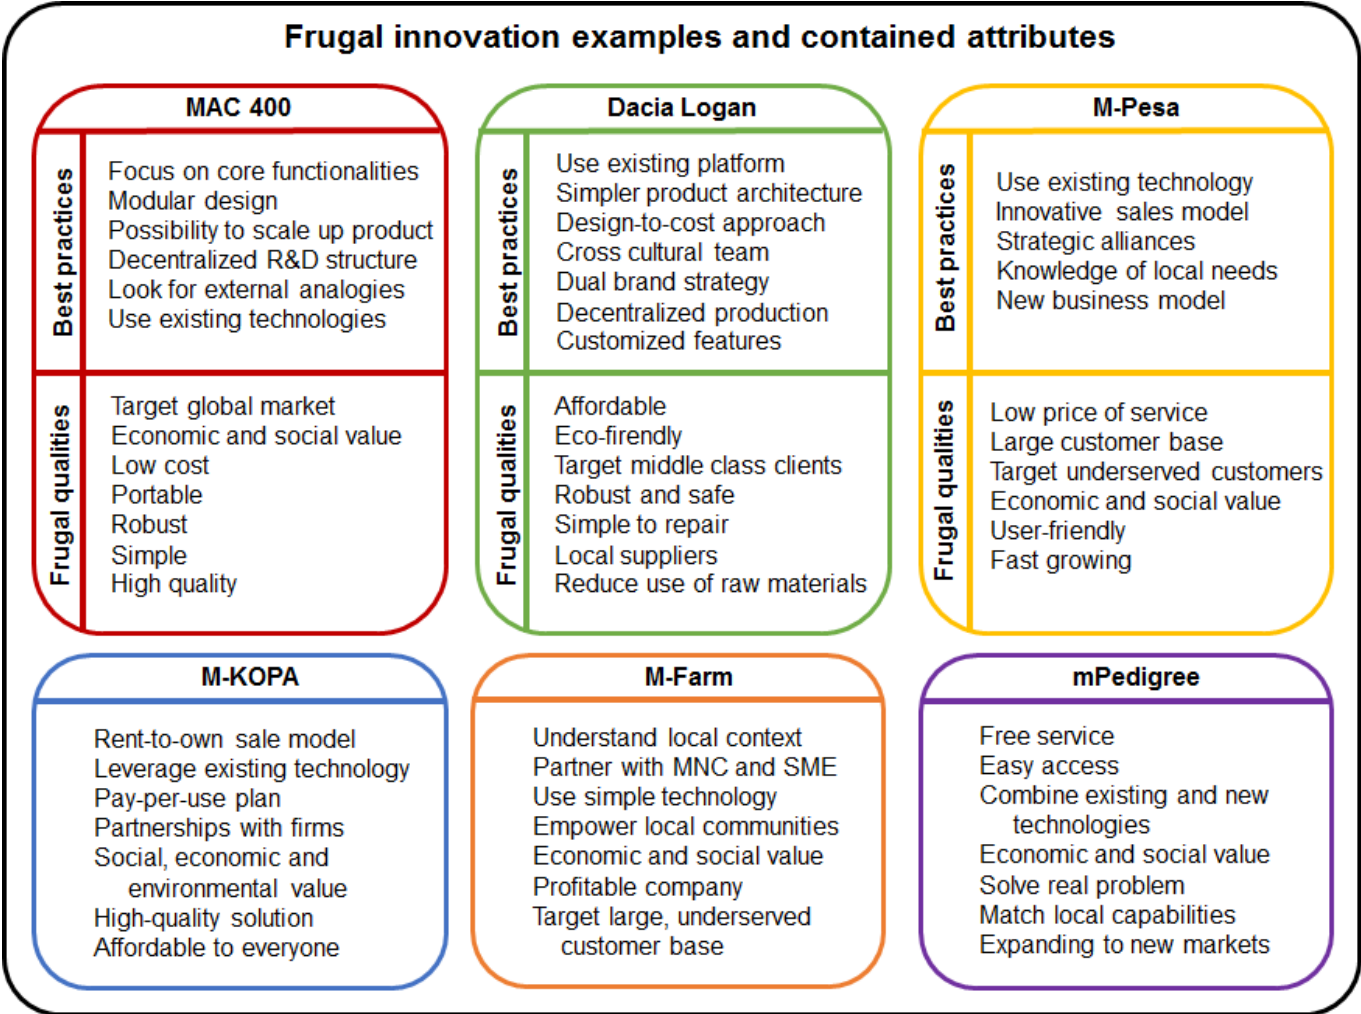 Frugal innovation examples and contained attributes
MAC 400
Best practices
Focus on core functionalities
Modular design
Possibility to scale up product
Decentralized R&D structure
Look for external analogies
Use existing technologies
Frugal qualities
Target global market
Economic and social value
Low cost
Portable
Robust
Simple
High quality
Dacia Logan
Best practices
Use existing platform
Simpler product architecture
Design-to-cost approach
Cross cultural team
Dual brand strategy
Decentralized production
Customized features
Frugal qualities
Affordable
Eco-firendly
Target middle class clients
Robust and safe
Simple to repair
Local suppliers
Reduce use of raw materials
M-Pesa
Best practices
Use existing technology
Innovative sales model
Strategic alliances
Knowledge of local needs
New business model
Frugal qualities
Low price of service
Large customer base
Target underserved customers
Economic and social value
User-friendly
Fast growing
M-KOPA
Rent-to-own sale model
Leverage existing technology
Pay-per-use plan
Partnerships with firms
Social, economic and
environmental value
High-quality solution
Affordable to everyone
M-Farm
Understand local context
Partner with MNC and SME
Use simple technology
Empower local communities
Economic and social value
Profitable company
Target large, underserved
customer base
mPedigree
Free service
Easy access
Combine existing and new
technologies
Economic and social value
Solve real problem
Match local capabilities
Expanding to new markets